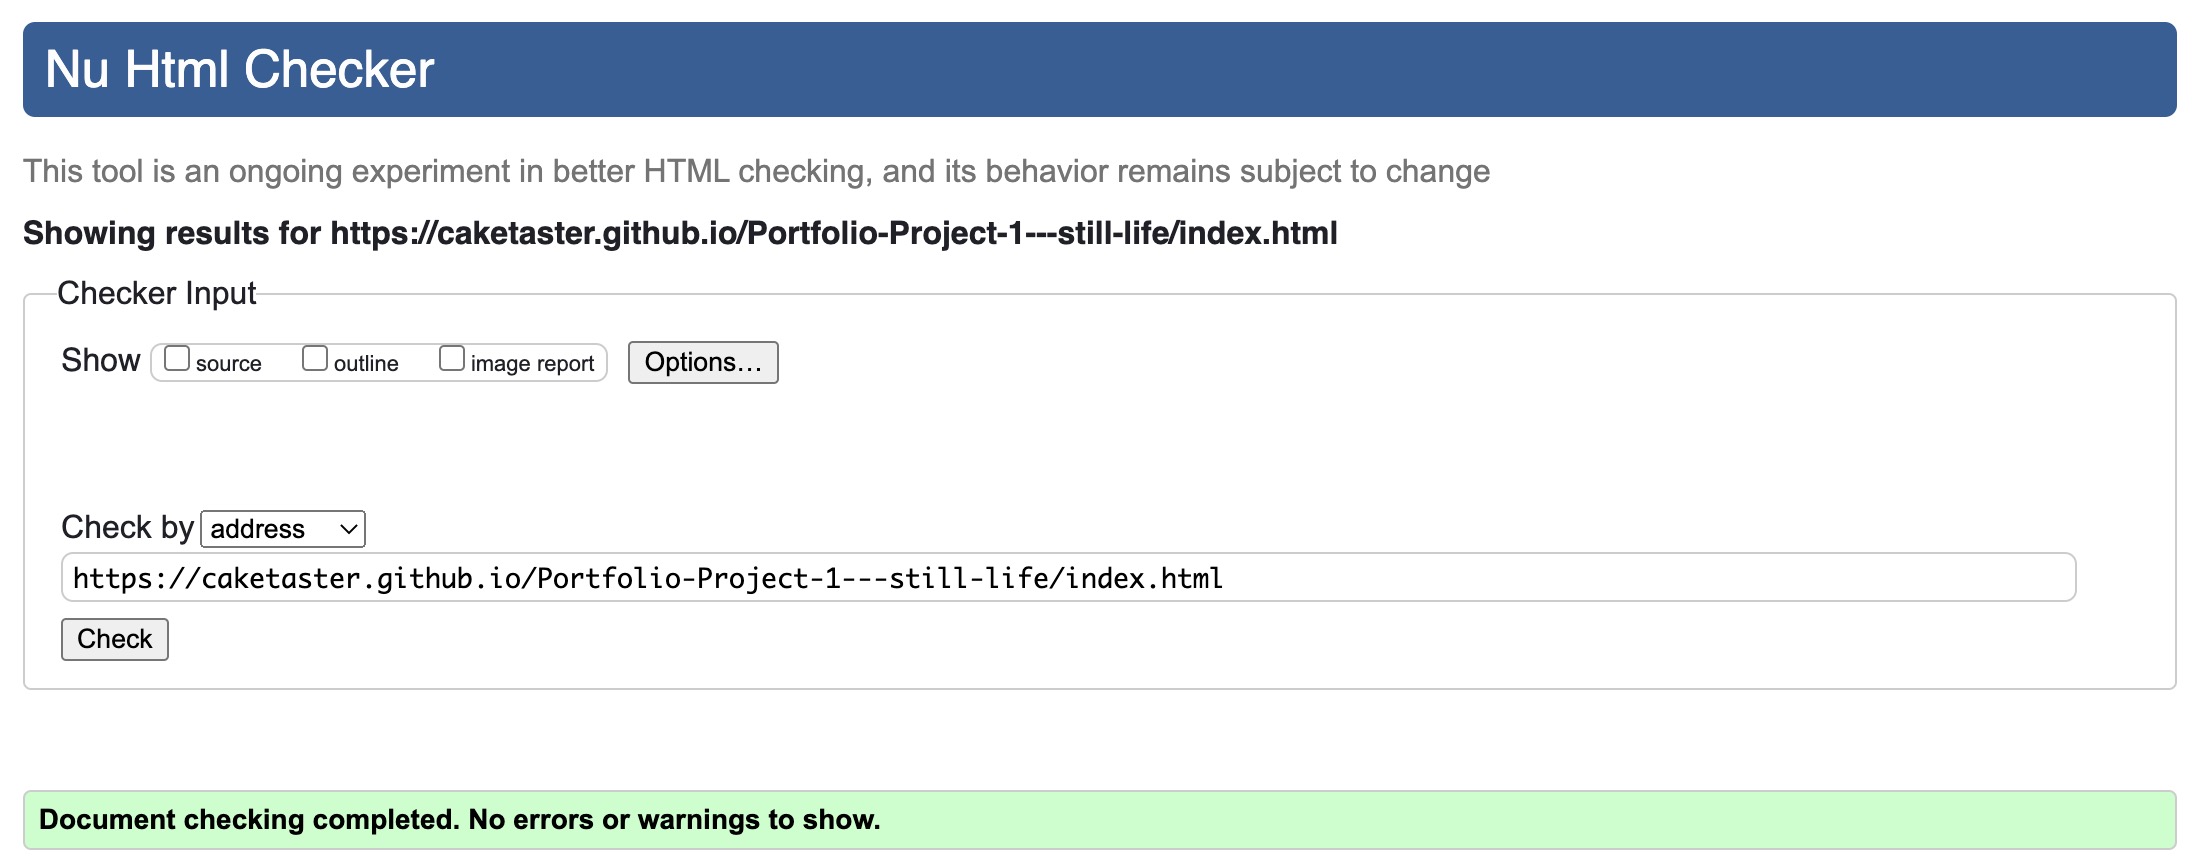 Nu Html Checker
This tool is an ongoing experiment in better HTML checking, and its behavior remains subject to change
Showing results for https://caketaster.github.io/Portfolio-Project-1---still-life/index.html
Checker Input
Show source outline image report Options...
Check by address
https://caketaster.github.io/Portfolio-Project-1---still-life/index.html
Check
Document checking completed. No errors or warnings to show.